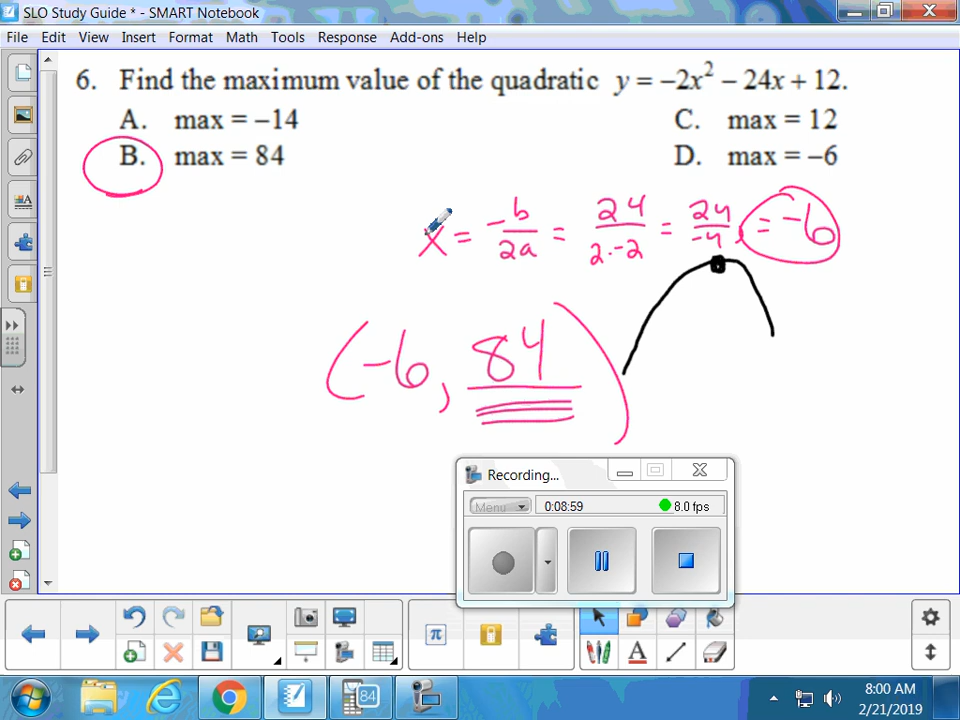 SLO Study Guide * - SMART Notebook
File Edit View Insert Format Math Tools Response Add-ons Help
6. Find the maximum value of the quadratic y = −2x² − 24x + 12.
A. max = −14
C. max = 12
B. max = 84
D. max = −6
x = -b/2a = 24/2·-2 = 24/-4 = -6
(-6, 84)
Recording...
Menu 0:08:59 8.0 fps
π
A
84
8:00 AM
2/21/2019